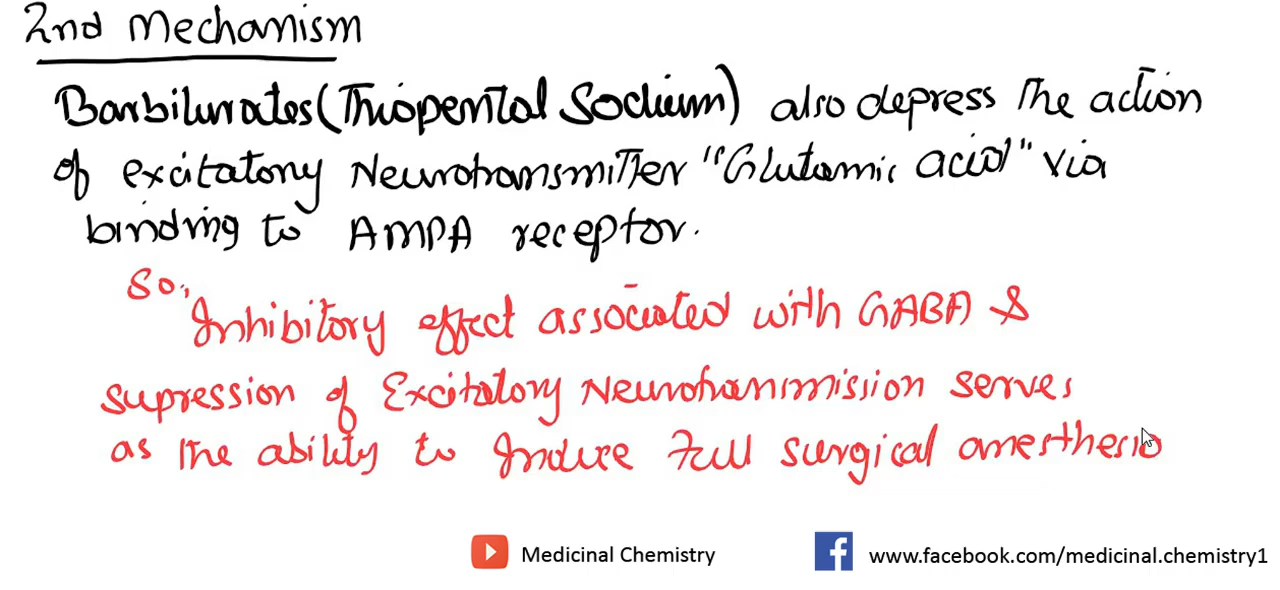 2nd Mechanism
Barbiturates (Thiopental Sodium) also depress The action
of excitatory Neurotransmitter "Glutamic acid" via
binding to AMPA receptor.
So,
Inhibitory effect associated with GABA &
supression of Excitatory Neurotransmission serves
as The ability to Induce Full surgical anesthesia
Medicinal Chemistry
www.facebook.com/medicinal.chemistry1